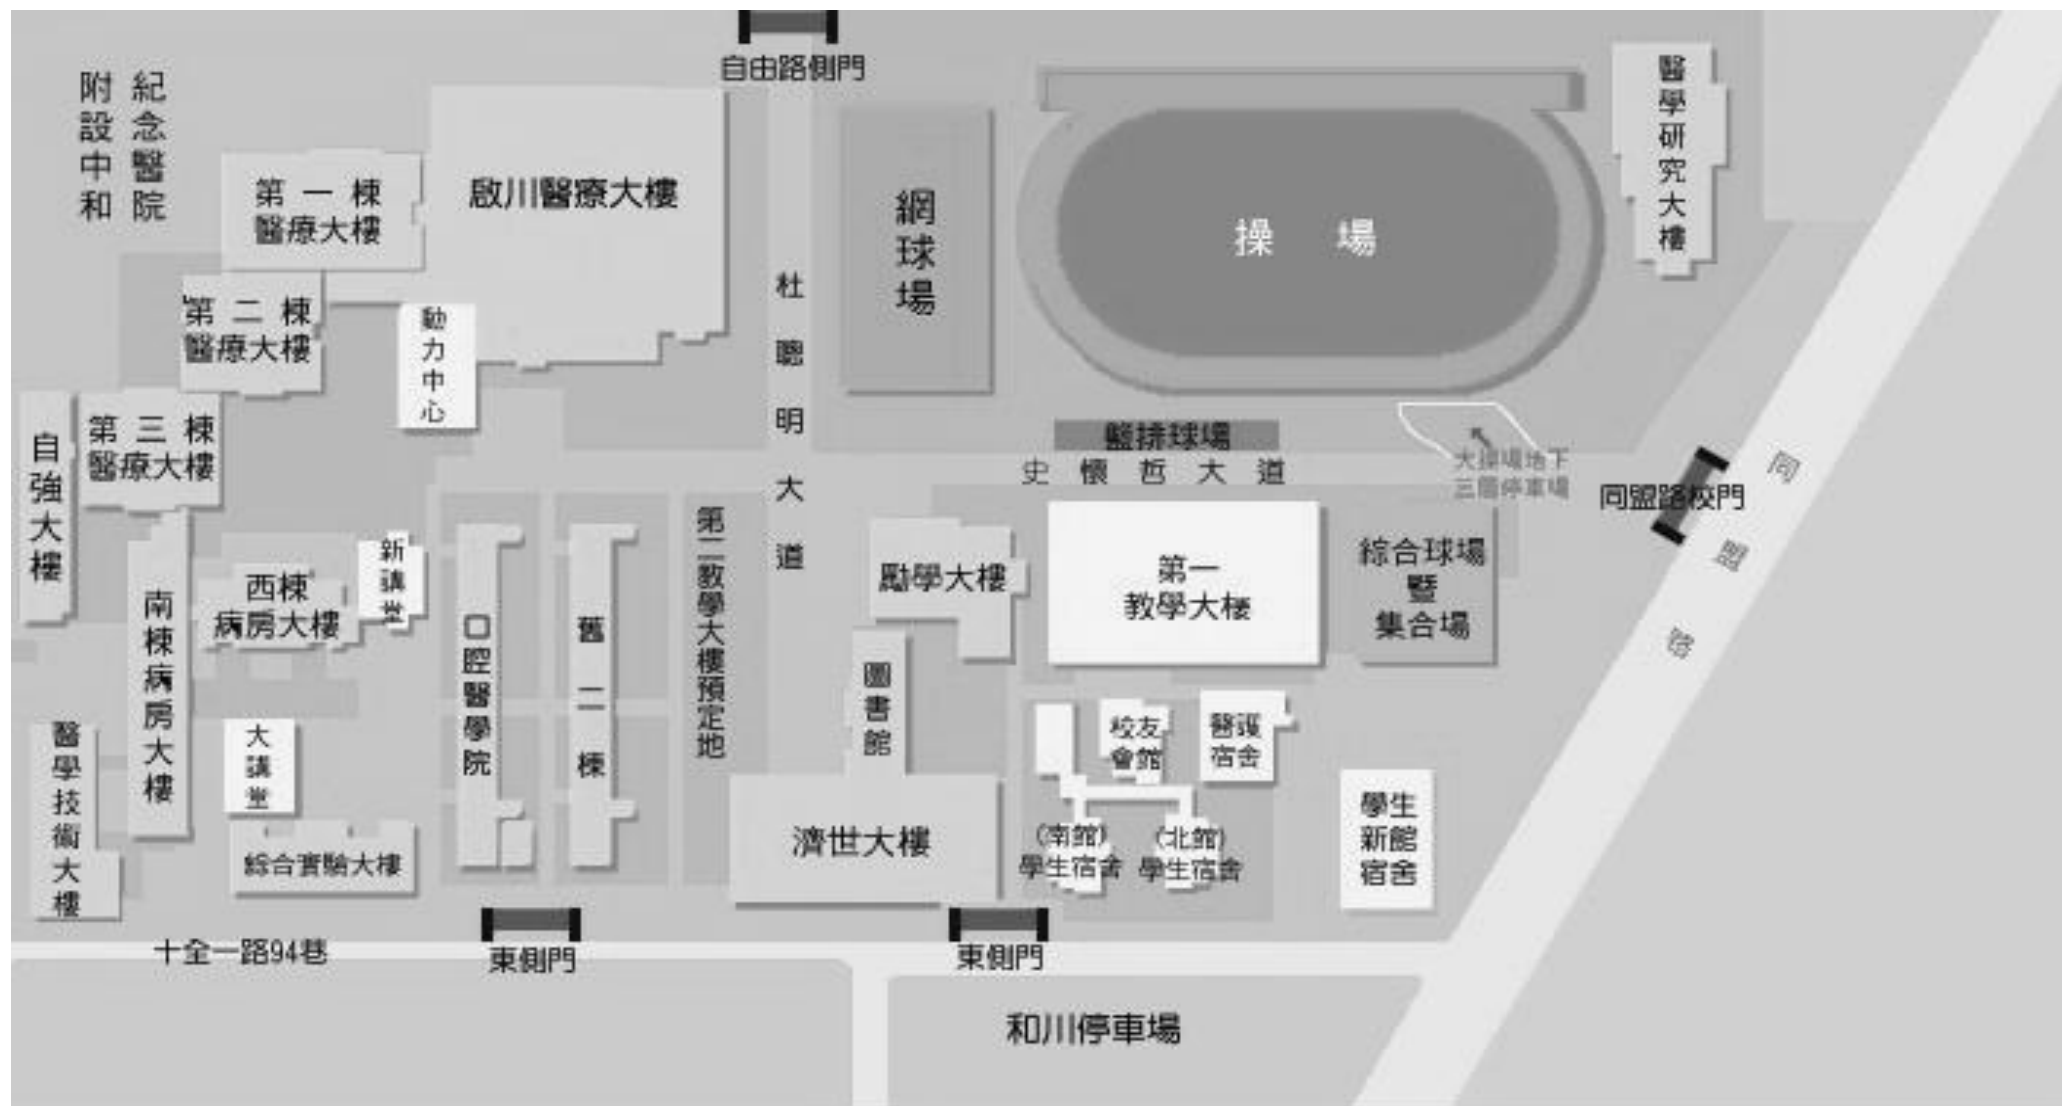 自由路側門
附設中和
紀念醫院
第一棟
醫療大樓
啟川醫療大樓
網球場
操場
醫學研究大樓
第二棟
醫療大樓
動力中心
杜聰明大道
自強大樓
第三棟
醫療大樓
籃排球場
史懷哲大道
大操場地下
三層停車場
同盟路校門
同盟路
南棟病房大樓
西棟
病房大樓
新講堂
口腔醫學院
舊二棟
第二教學大樓預定地
勵學大樓
第一
教學大樓
綜合球場
暨
集合場
圖書館
醫學技術大樓
大講堂
綜合實驗大樓
濟世大樓
校友
會館
醫護
宿舍
(南館)
學生宿舍
(北館)
學生宿舍
學生
新館
宿舍
十全一路94巷
東側門
東側門
和川停車場